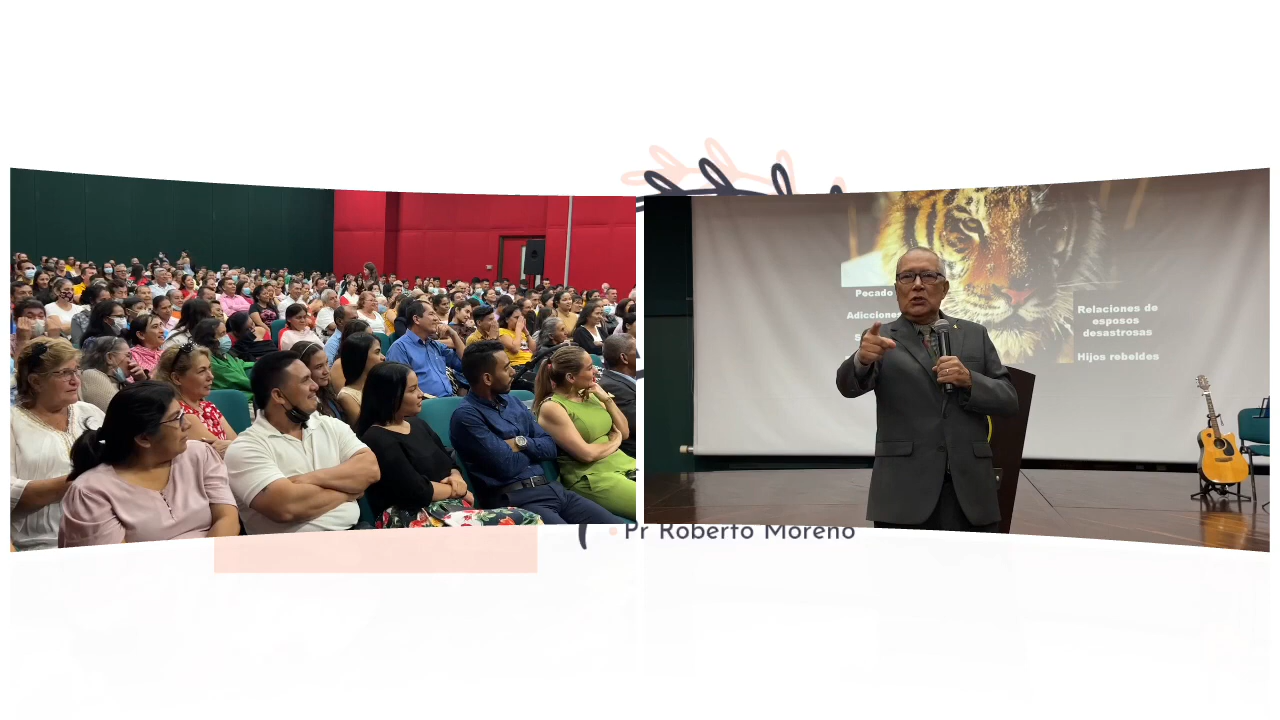 Pecado
Adicciones
Relaciones de
esposos
desastrosas
Hijos rebeldes
Pr Roberto Moreno